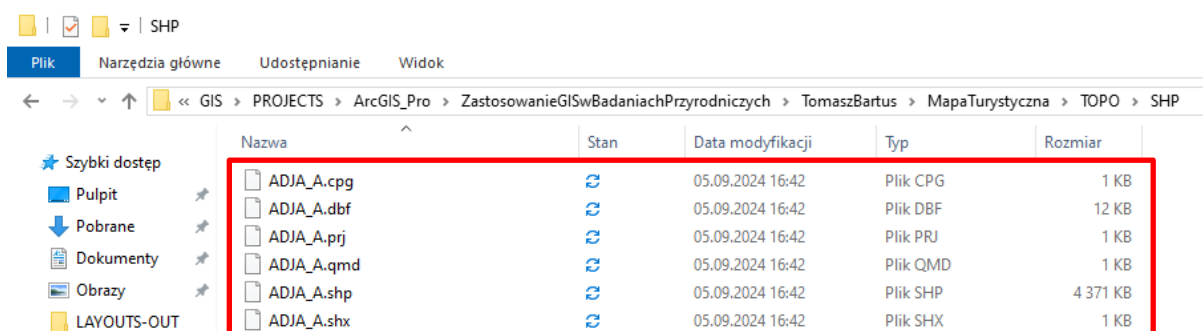 SHP
Plik Narzędzia główne Udostępnianie Widok
« GIS > PROJECTS > ArcGIS_Pro > ZastosowanieGISwBadaniachPrzyrodniczych > TomaszBartus > MapaTurystyczna > TOPO > SHP
Nazwa Stan Data modyfikacji Typ Rozmiar
Szybki dostęp
Pulpit
Pobrane
Dokumenty
Obrazy
LAYOUTS-OUT
ADJA_A.cpg 05.09.2024 16:42 Plik CPG 1 KB
ADJA_A.dbf 05.09.2024 16:42 Plik DBF 12 KB
ADJA_A.prj 05.09.2024 16:42 Plik PRJ 1 KB
ADJA_A.qmd 05.09.2024 16:42 Plik QMD 1 KB
ADJA_A.shp 05.09.2024 16:42 Plik SHP 4 371 KB
ADJA_A.shx 05.09.2024 16:42 Plik SHX 1 KB